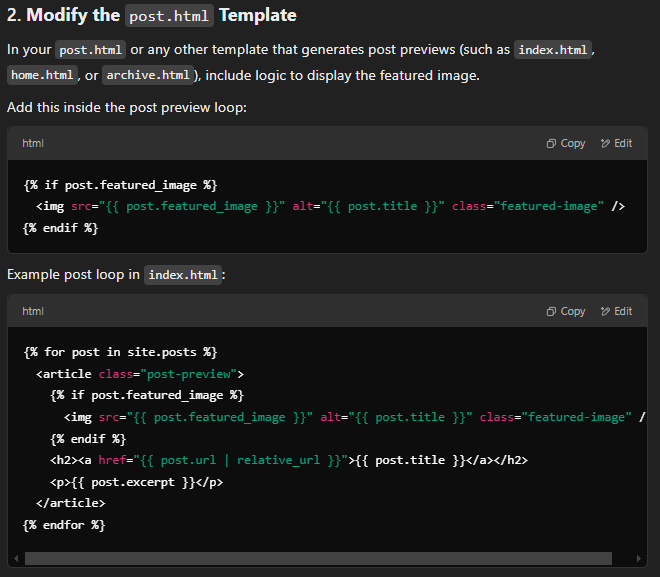 2. Modify the post.html Template
In your post.html or any other template that generates post previews (such as index.html,
home.html, or archive.html), include logic to display the featured image.
Add this inside the post preview loop:
html Copy Edit
{% if post.featured_image %}
  <img src="{{ post.featured_image }}" alt="{{ post.title }}" class="featured-image" />
{% endif %}
Example post loop in index.html:
html Copy Edit
{% for post in site.posts %}
  <article class="post-preview">
    {% if post.featured_image %}
      <img src="{{ post.featured_image }}" alt="{{ post.title }}" class="featured-image" /
    {% endif %}
    <h2><a href="{{ post.url | relative_url }}">{{ post.title }}</a></h2>
    <p>{{ post.excerpt }}</p>
  </article>
{% endfor %}